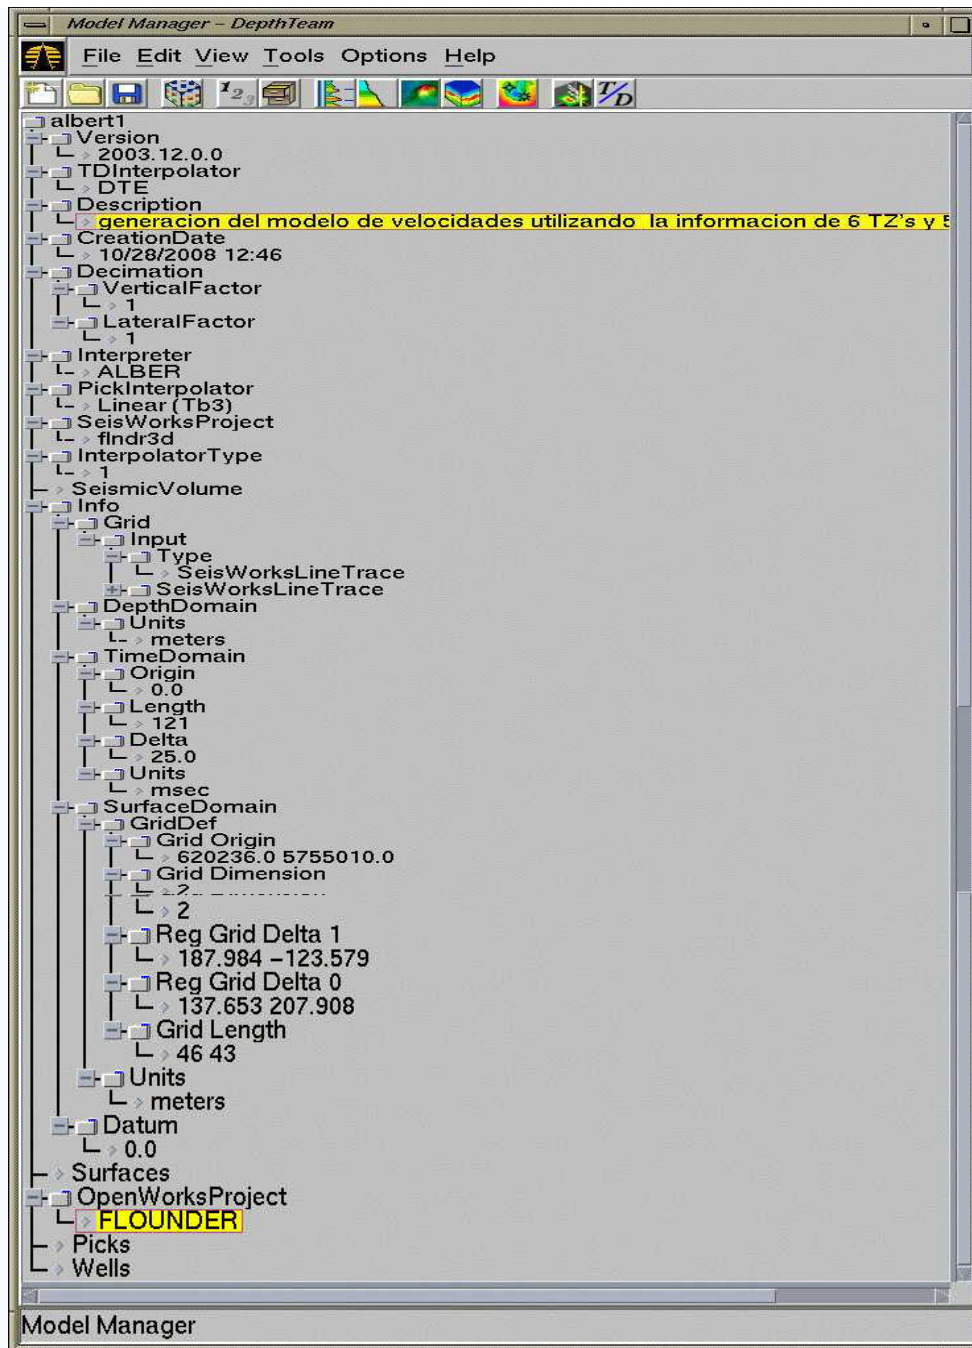 Model Manager – DepthTeam
File Edit View Tools Options Help
1 2 3 T/D
albert1
Version
2003.12.0.0
TDInterpolator
DTE
Description
generacion del modelo de velocidades utilizando la informacion de 6 TZ's y 5
CreationDate
10/28/2008 12:46
Decimation
VerticalFactor
1
LateralFactor
1
Interpreter
ALBER
PickInterpolator
Linear (Tb3)
SeisWorksProject
flndr3d
InterpolatorType
1
SeismicVolume
Info
Grid
Input
Type
SeisWorksLineTrace
SeisWorksLineTrace
DepthDomain
Units
meters
TimeDomain
Origin
0.0
Length
121
Delta
25.0
Units
msec
SurfaceDomain
GridDef
Grid Origin
620236.0 5755010.0
Grid Dimension
2
2
Reg Grid Delta 1
187.984 –123.579
Reg Grid Delta 0
137.653 207.908
Grid Length
46 43
Units
meters
Datum
0.0
Surfaces
OpenWorksProject
FLOUNDER
Picks
Wells
Model Manager